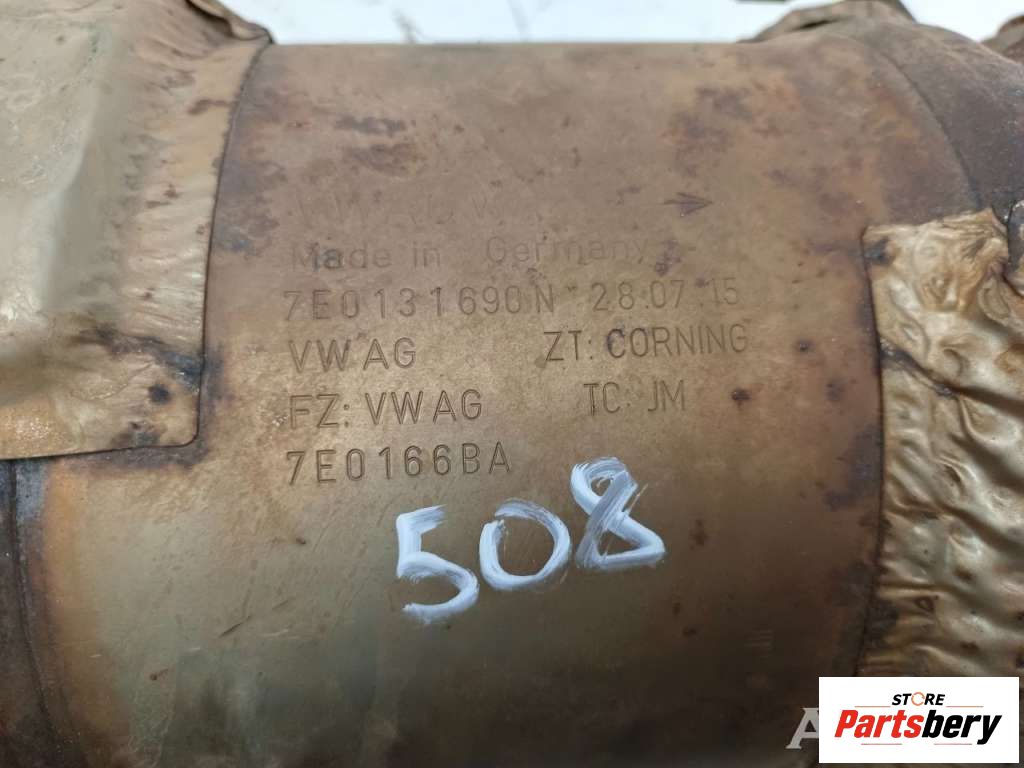 Made in Germany
7E0131690N 28.07.15
VW AG ZT: CORNING
FZ: VW AG TC: JM
7E0166BA
508
STORE
Partsbery